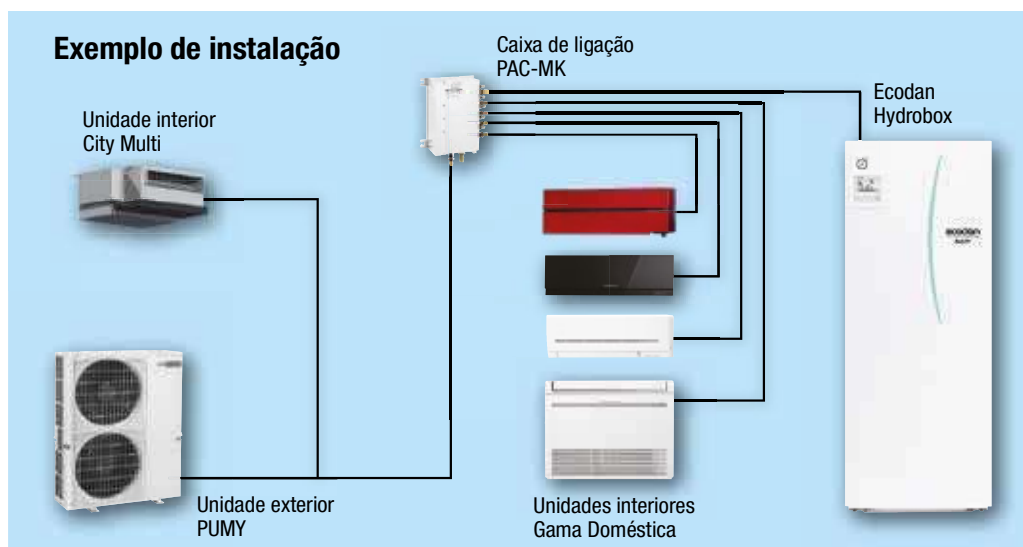 Exemplo de instalação
Caixa de ligação
PAC-MK
Unidade interior
City Multi
Ecodan
Hydrobox
ecodan
Unidade exterior
PUMY
Unidades interiores
Gama Doméstica